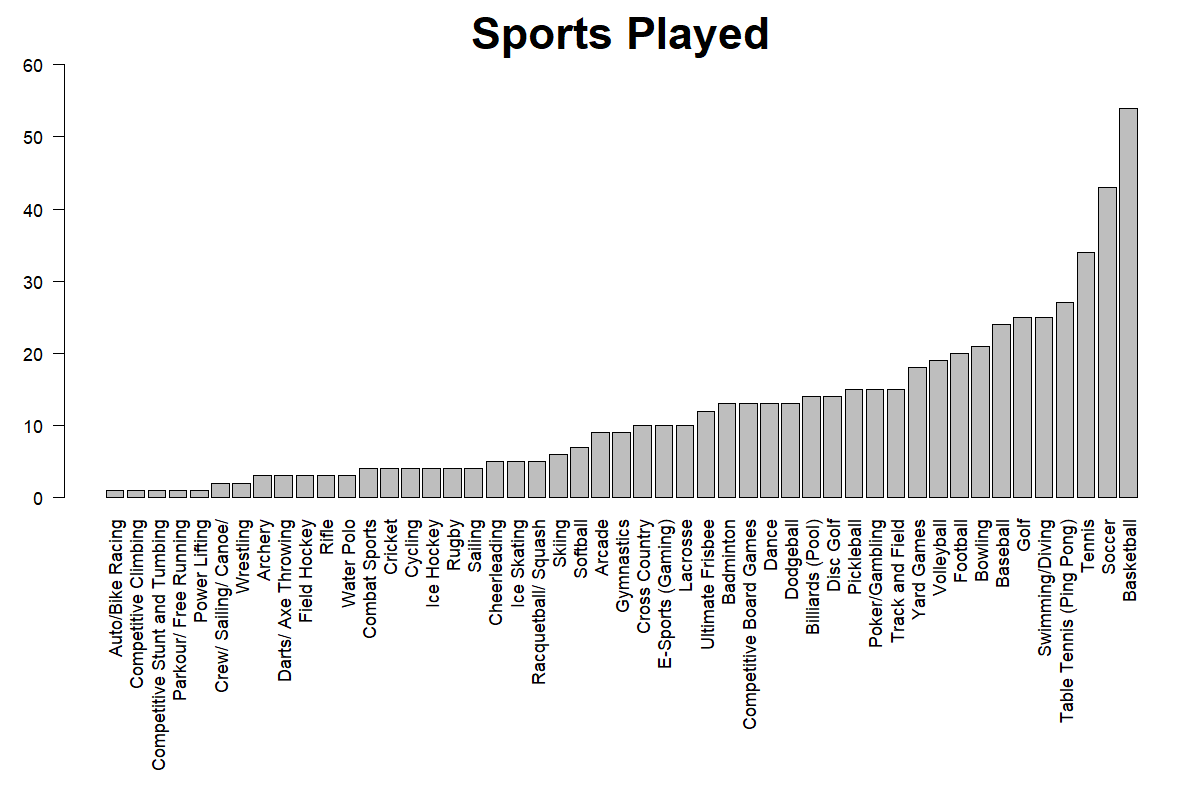 Sports Played
60
50
40
30
20
10
0
Auto/Bike Racing
Competitive Climbing
Competitive Stunt and Tumbing
Parkour/ Free Running
Power Lifting
Crew/ Sailing/ Canoe/
Wrestling
Archery
Darts/ Axe Throwing
Field Hockey
Rifle
Water Polo
Combat Sports
Cricket
Cycling
Ice Hockey
Rugby
Sailing
Cheerleading
Ice Skating
Racquetball/ Squash
Skiing
Softball
Arcade
Gymnastics
Cross Country
E-Sports (Gaming)
Lacrosse
Ultimate Frisbee
Badminton
Competitive Board Games
Dance
Dodgeball
Billiards (Pool)
Disc Golf
Pickleball
Poker/Gambling
Track and Field
Yard Games
Volleyball
Football
Bowling
Baseball
Golf
Swimming/Diving
Table Tennis (Ping Pong)
Tennis
Soccer
Basketball